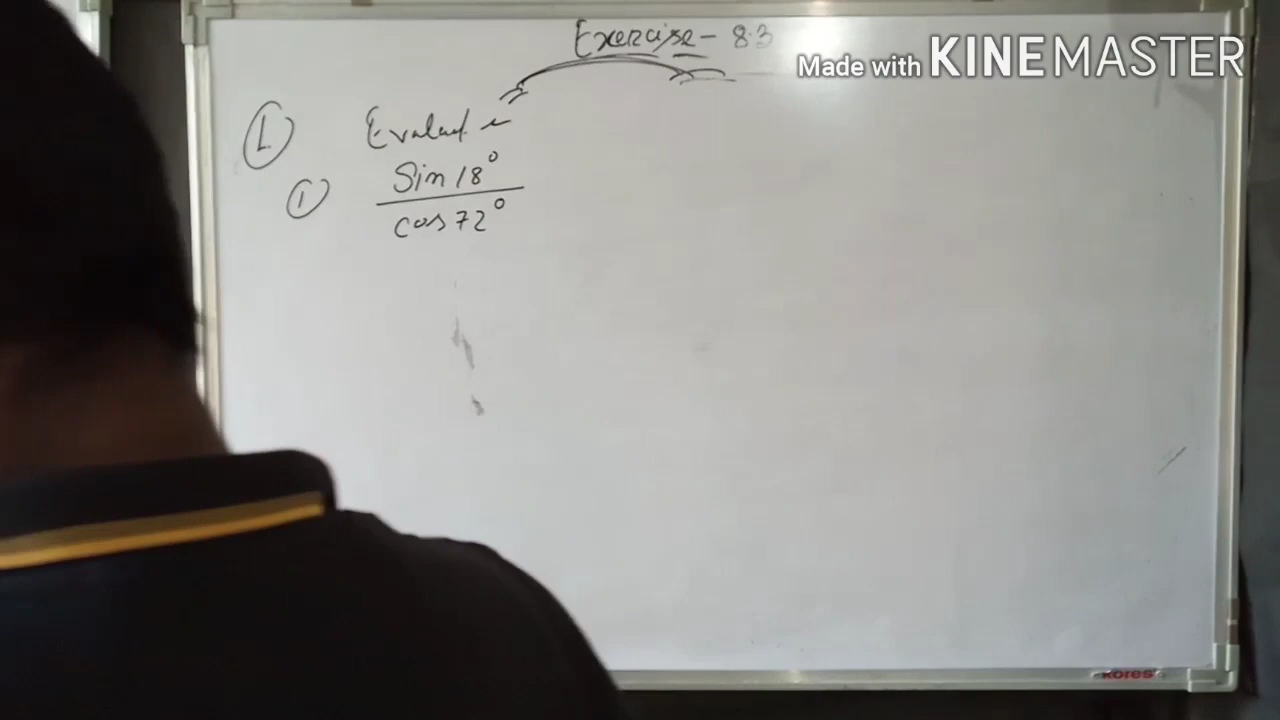 Exercise - 8.3
Made with KINEMASTER
1 Evaluate
i sin 18°
cos 72°
kores